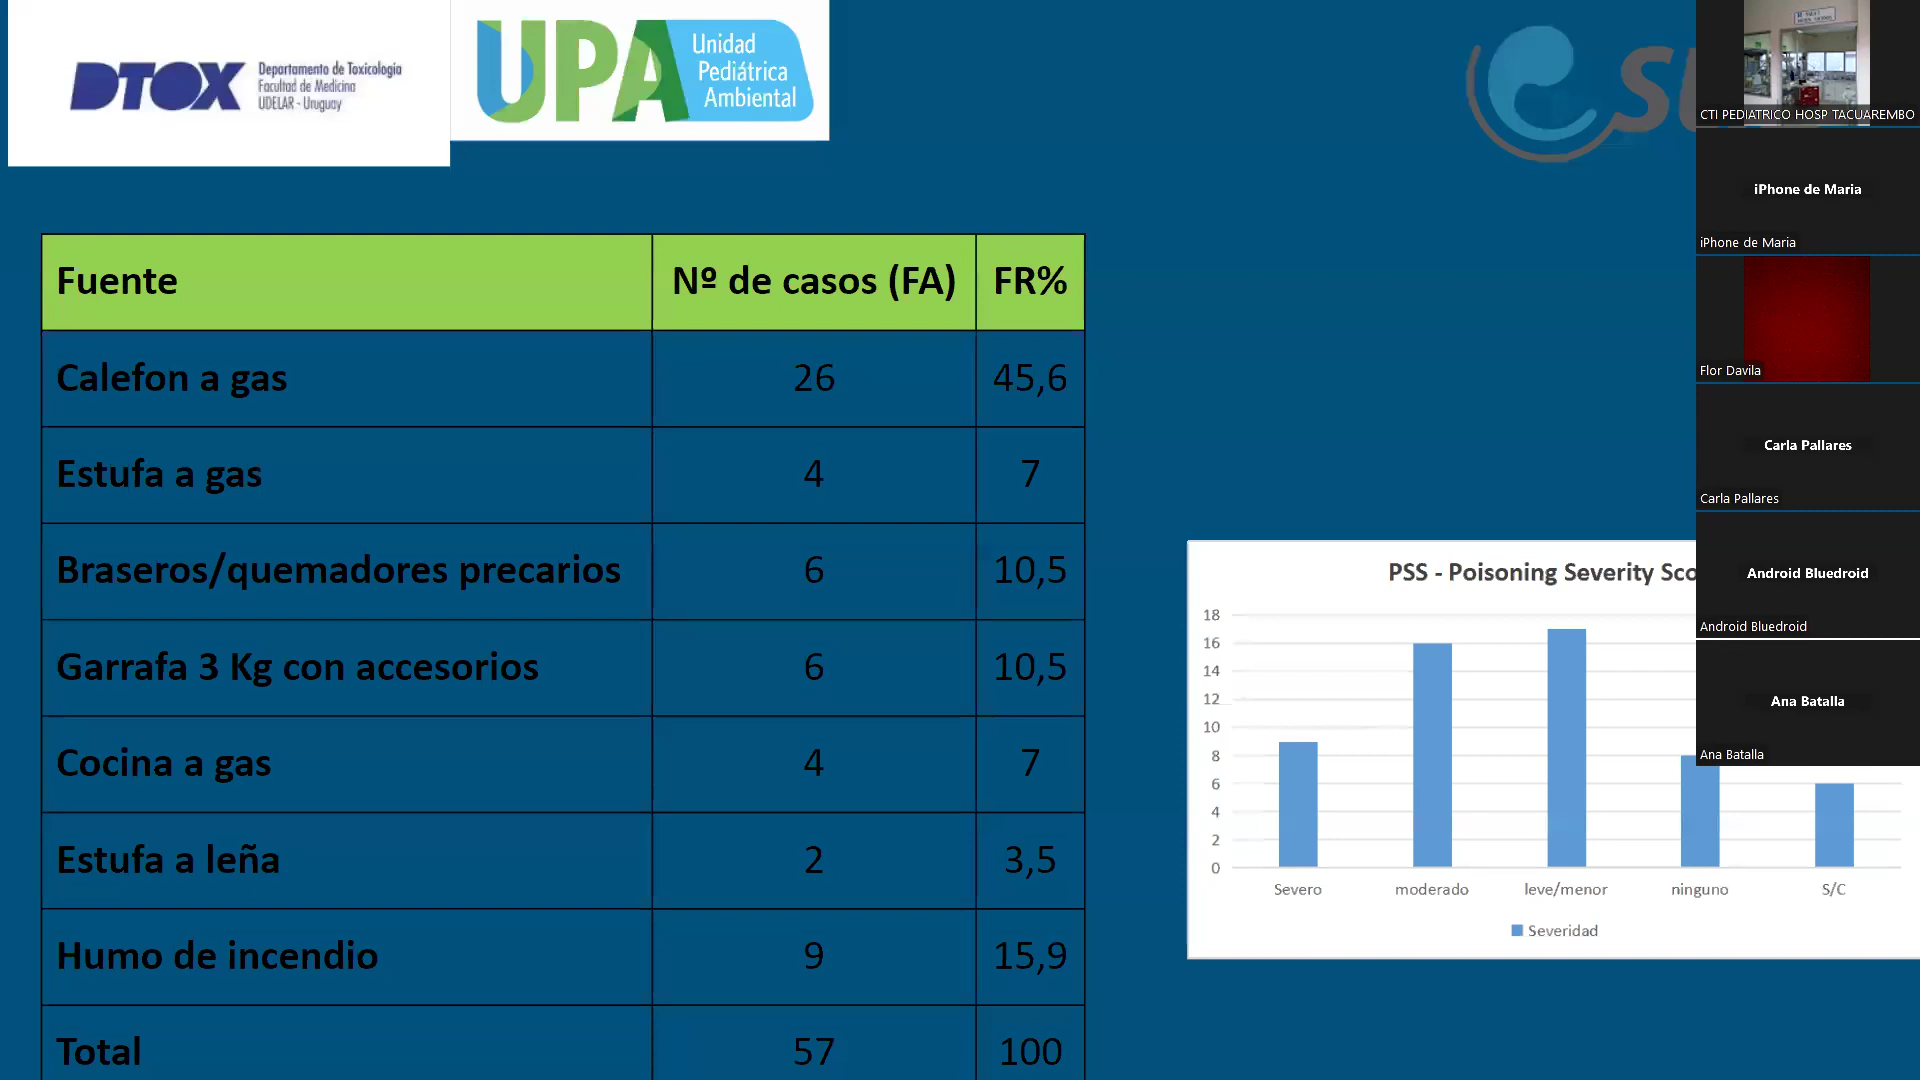 DTOX
Departamento de Toxicología
Facultad de Medicina
UDELAR - Uruguay
UPA
Unidad
Pediátrica
Ambiental
Fuente Nº de casos (FA) FR%
Calefon a gas 26 45,6
Estufa a gas 4 7
Braseros/quemadores precarios 6 10,5
Garrafa 3 Kg con accesorios 6 10,5
Cocina a gas 4 7
Estufa a leña 2 3,5
Humo de incendio 9 15,9
Total 57 100
PSS - Poisoning Severity Sco
18
16
14
12
10
8
6
4
2
0
Severo moderado leve/menor ninguno S/C
Severidad
CTI PEDIATRICO HOSP TACUAREMBO
iPhone de Maria
iPhone de Maria
Flor Davila
Carla Pallares
Carla Pallares
Android Bluedroid
Android Bluedroid
Ana Batalla
Ana Batalla